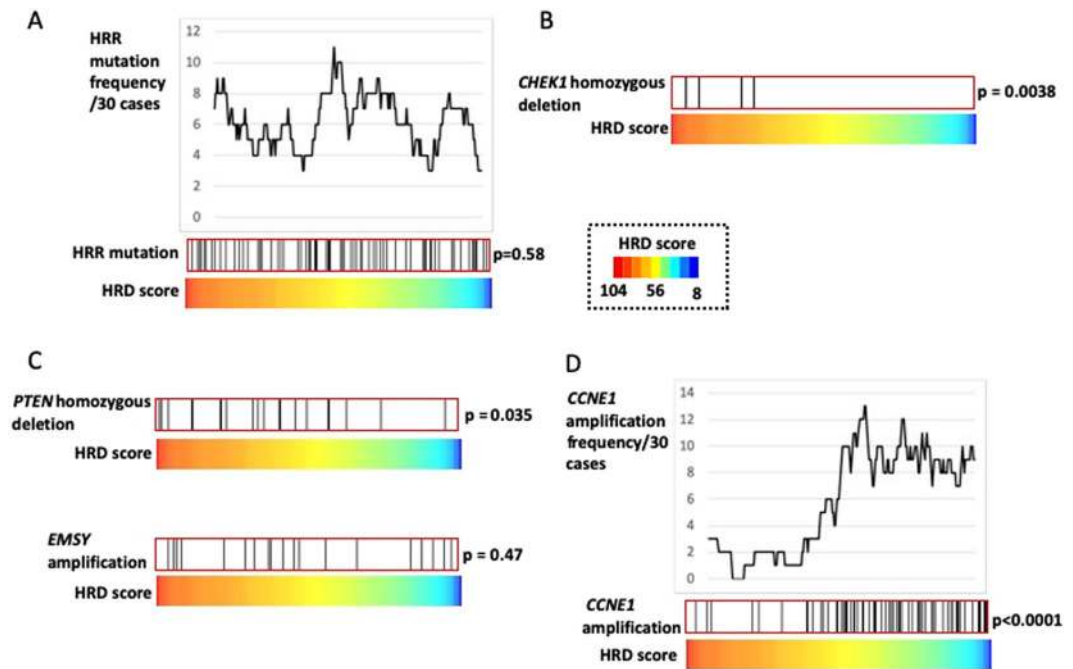 A
HRR
mutation
frequency
/30 cases
12
10
8
6
4
2
0
HRR mutation
p=0.58
HRD score
B
CHEK1 homozygous
deletion
p = 0.0038
HRD score
HRD score
104 56 8
C
PTEN homozygous
deletion
p = 0.035
HRD score
EMSY
amplification
p = 0.47
HRD score
D
CCNE1
amplification
frequency/30
cases
14
12
10
8
6
4
2
0
CCNE1
amplification
p<0.0001
HRD score